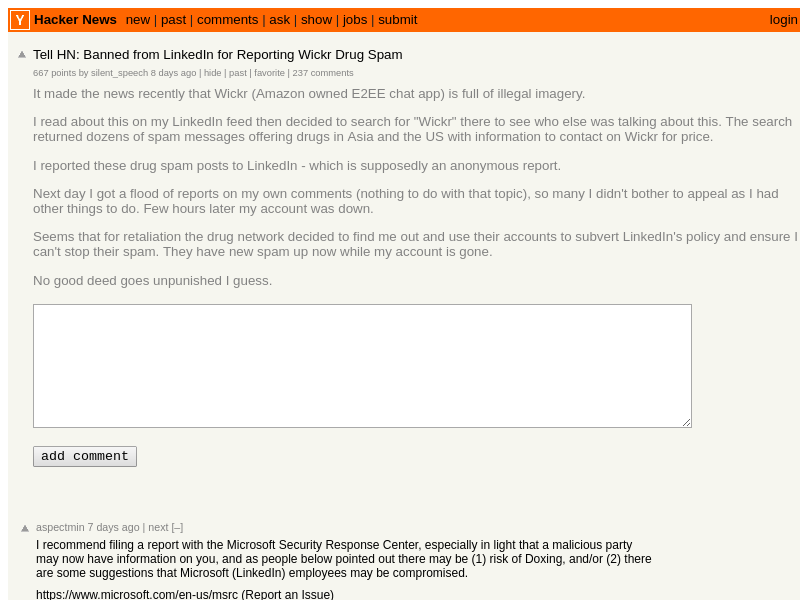 Y Hacker News new | past | comments | ask | show | jobs | submit login
Tell HN: Banned from LinkedIn for Reporting Wickr Drug Spam
667 points by silent_speech 8 days ago | hide | past | favorite | 237 comments
It made the news recently that Wickr (Amazon owned E2EE chat app) is full of illegal imagery.
I read about this on my LinkedIn feed then decided to search for "Wickr" there to see who else was talking about this. The search
returned dozens of spam messages offering drugs in Asia and the US with information to contact on Wickr for price.
I reported these drug spam posts to LinkedIn - which is supposedly an anonymous report.
Next day I got a flood of reports on my own comments (nothing to do with that topic), so many I didn't bother to appeal as I had
other things to do. Few hours later my account was down.
Seems that for retaliation the drug network decided to find me out and use their accounts to subvert LinkedIn's policy and ensure I
can't stop their spam. They have new spam up now while my account is gone.
No good deed goes unpunished I guess.
add comment
aspectmin 7 days ago | next [–]
I recommend filing a report with the Microsoft Security Response Center, especially in light that a malicious party
may now have information on you, and as people below pointed out there may be (1) risk of Doxing, and/or (2) there
are some suggestions that Microsoft (LinkedIn) employees may be compromised.
https://www.microsoft.com/en-us/msrc (Report an Issue)